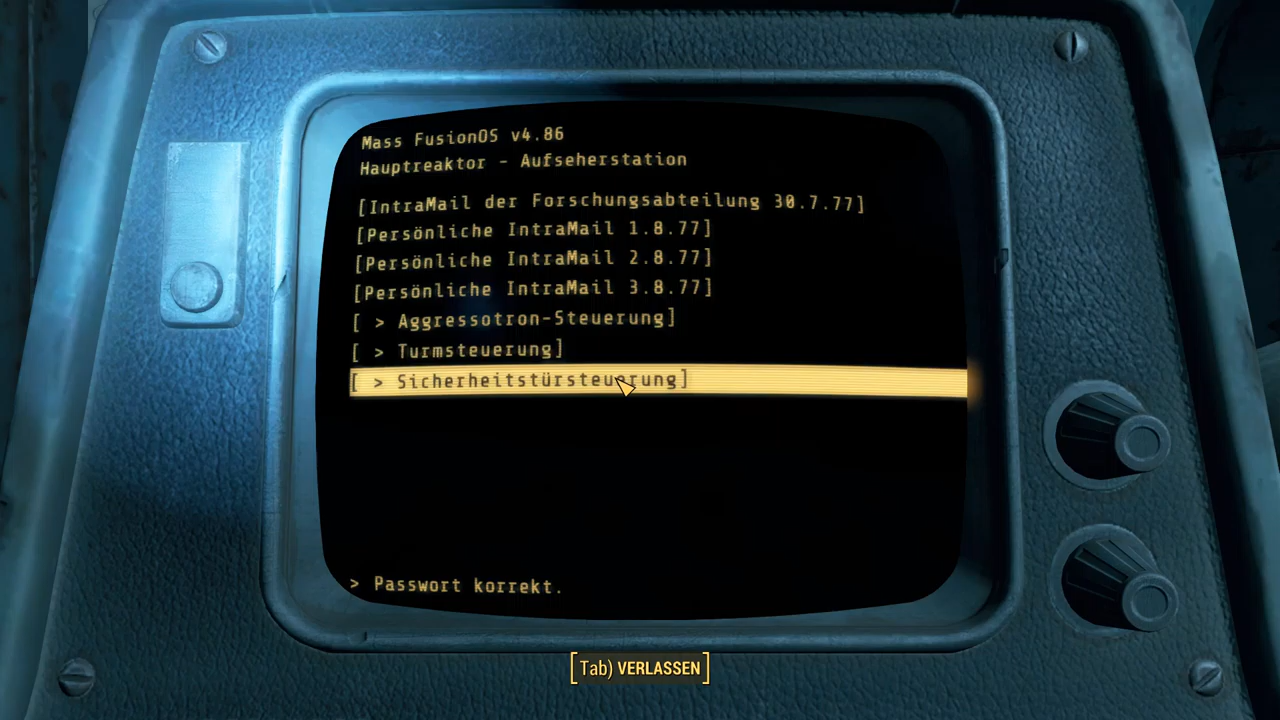 Mass FusionOS v4.86
Hauptreaktor - Aufseherstation
[IntraMail der Forschungsabteilung 30.7.77]
[Persönliche IntraMail 1.8.77]
[Persönliche IntraMail 2.8.77]
[Persönliche IntraMail 3.8.77]
[ > Aggressotron-Steuerung]
[ > Turmsteuerung]
[ > Sicherheitstürsteuerung]
> Passwort korrekt.
[Tab) VERLASSEN]